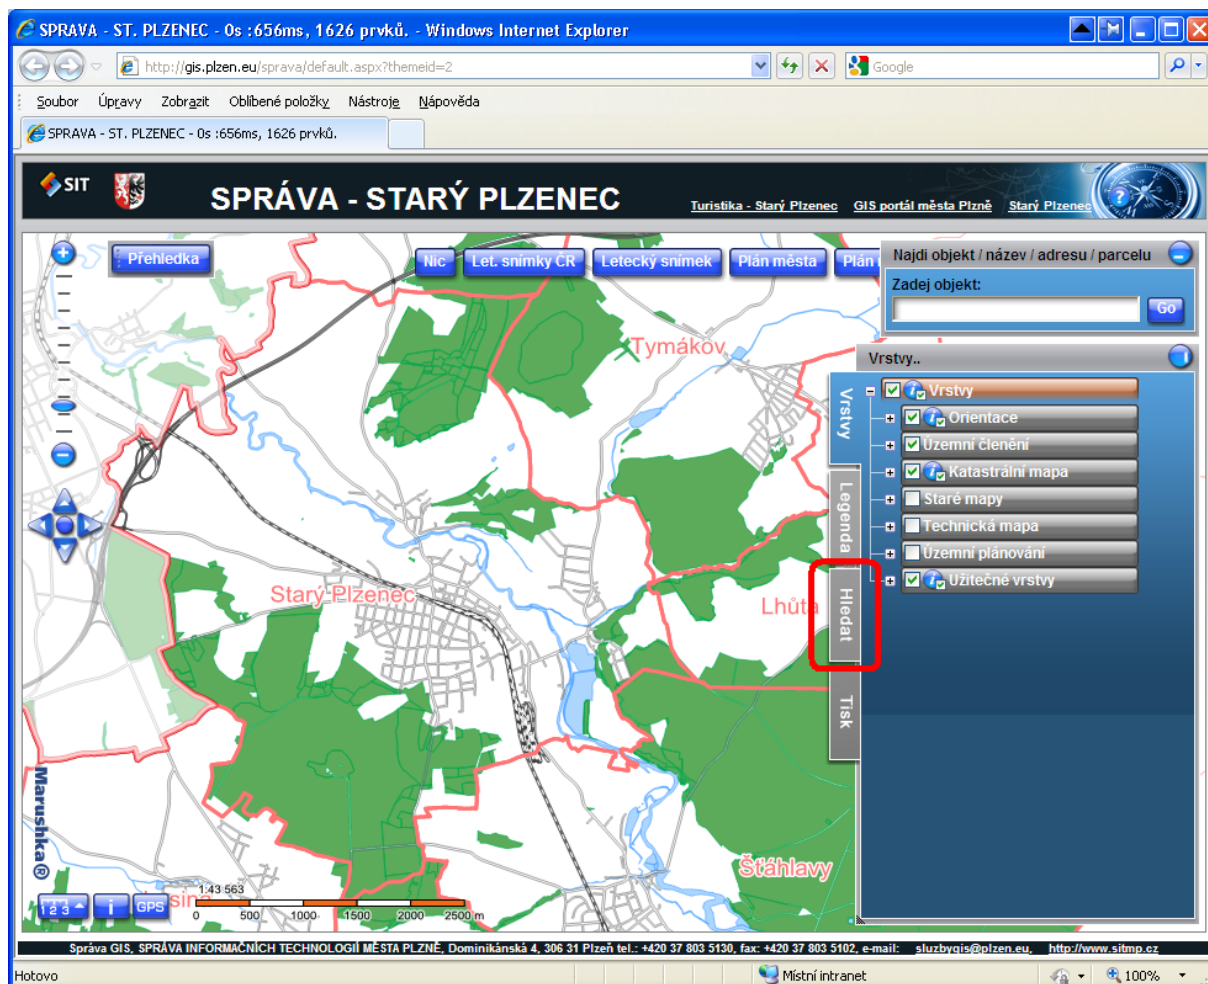 SPRAVA - ST. PLZENEC - 0s :656ms, 1626 prvků. - Windows Internet Explorer
http://gis.plzen.eu/sprava/default.aspx?themeid=2
Google
Soubor Úpravy Zobrazit Oblíbené položky Nástroje Nápověda
SPRAVA - ST. PLZENEC - 0s :656ms, 1626 prvků.
SIT
SPRÁVA - STARÝ PLZENEC
Turistika - Starý Plzenec GIS portál města Plzně Starý Plzenec
?
Přehledka
Nic
Let. snímky ČR
Letecký snímek
Plán města
Plán
Najdi objekt / název / adresu / parcelu
Zadej objekt:
Go
Vrstvy..
Vrstvy
Legenda
Hledat
Tisk
Vrstvy
Orientace
Územní členění
Katastrální mapa
Staré mapy
Technická mapa
Územní plánování
Užitečné vrstvy
Tymákov
Starý Plzenec
Lhůta
Šťáhlavy
Marushka®
1:43 563
0 500 1000 1500 2000 2500 m
1 2 3
i
GPS
Správa GIS, SPRÁVA INFORMAČNÍCH TECHNOLOGIÍ MĚSTA PLZNĚ, Dominikánská 4, 306 31 Plzeň tel.: +420 37 803 5130, fax: +420 37 803 5102, e-mail: sluzbygis@plzen.eu, http://www.sitmp.cz
Hotovo
Místní intranet
100%